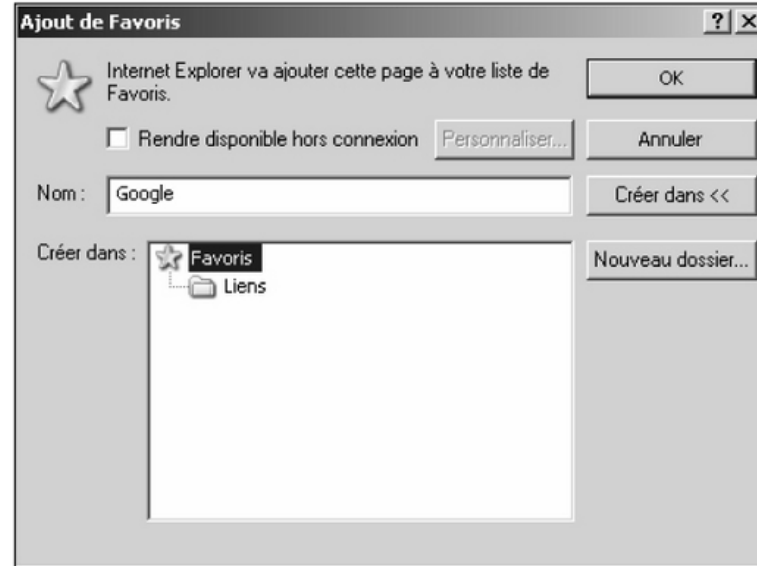 Ajout de Favoris
Internet Explorer va ajouter cette page à votre liste de
Favoris.
OK
Rendre disponible hors connexion
Personnaliser...
Annuler
Nom :
Google
Créer dans <<
Créer dans :
Favoris
Nouveau dossier...
Liens